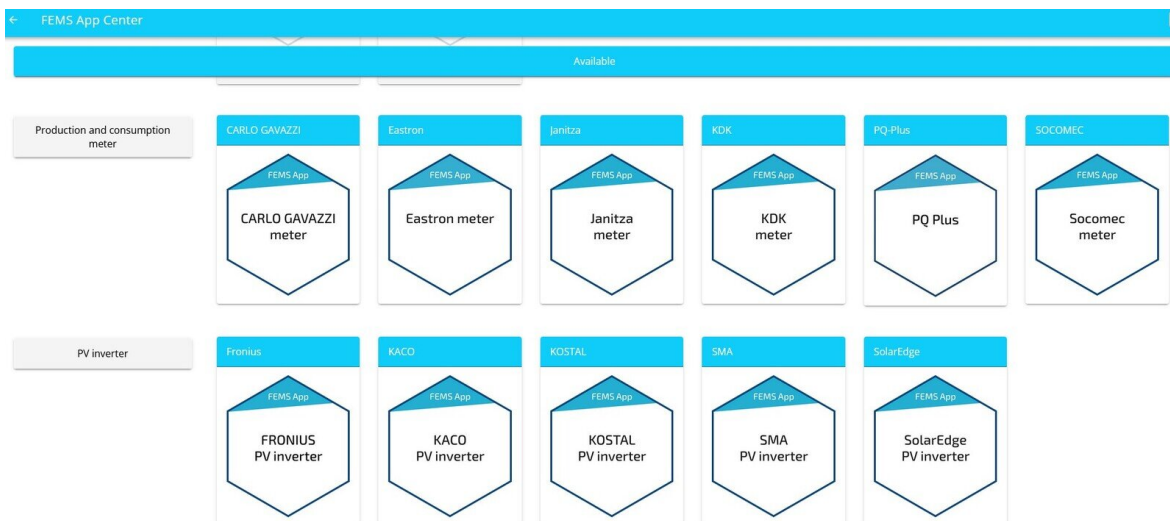 FEMS App Center
Available
Production and consumption
meter
CARLO GAVAZZI
FEMS App
CARLO GAVAZZI
meter
Eastron
FEMS App
Eastron meter
Janitza
FEMS App
Janitza
meter
KDK
FEMS App
KDK
meter
PQ-Plus
FEMS App
PQ Plus
SOCOMEC
FEMS App
Socomec
meter
PV inverter
Fronius
FEMS App
FRONIUS
PV inverter
KACO
FEMS App
KACO
PV inverter
KOSTAL
FEMS App
KOSTAL
PV inverter
SMA
FEMS App
SMA
PV inverter
SolarEdge
FEMS App
SolarEdge
PV inverter